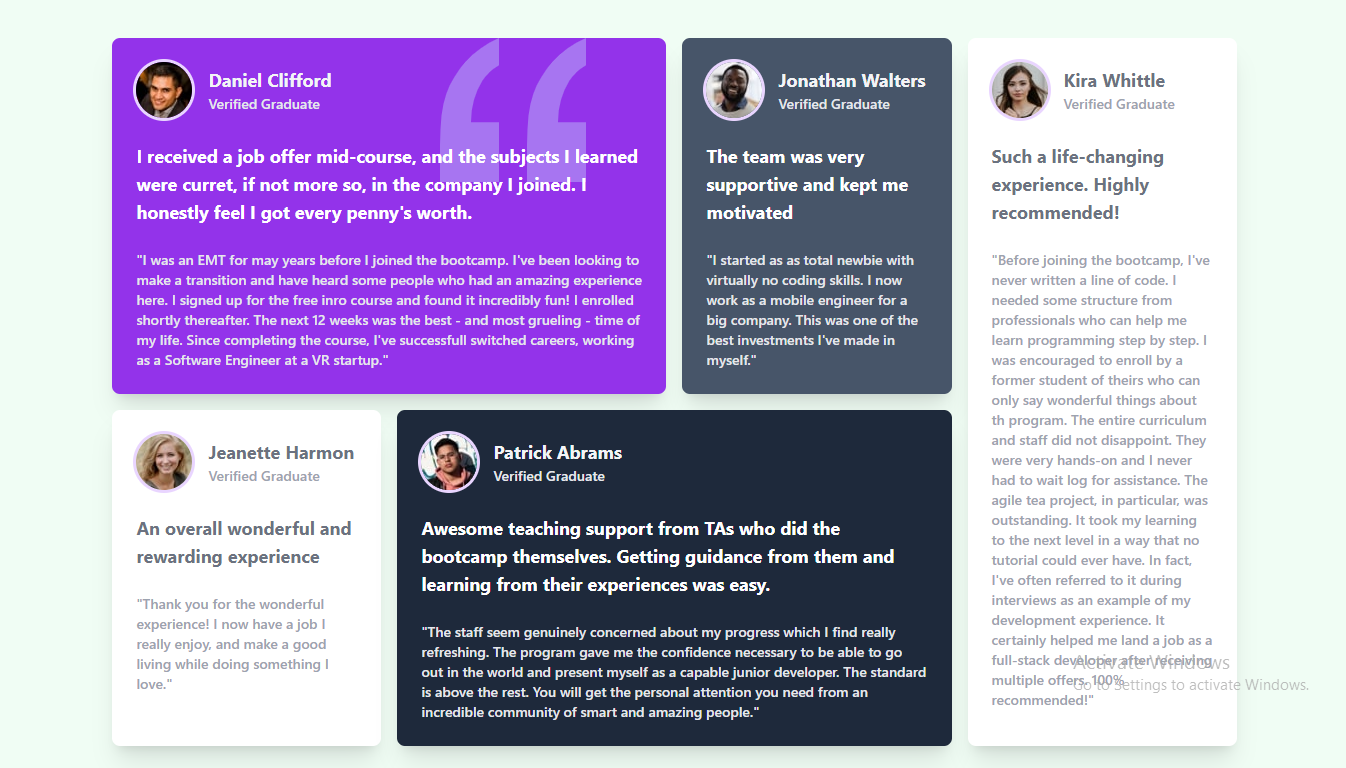 Daniel Clifford
Verified Graduate
I received a job offer mid-course, and the subjects I learned
were curret, if not more so, in the company I joined. I
honestly feel I got every penny's worth.
"I was an EMT for may years before I joined the bootcamp. I've been looking to
make a transition and have heard some people who had an amazing experience
here. I signed up for the free inro course and found it incredibly fun! I enrolled
shortly thereafter. The next 12 weeks was the best - and most grueling - time of
my life. Since completing the course, I've successfull switched careers, working
as a Software Engineer at a VR startup."
Jonathan Walters
Verified Graduate
The team was very
supportive and kept me
motivated
"I started as as total newbie with
virtually no coding skills. I now
work as a mobile engineer for a
big company. This was one of the
best investments I've made in
myself."
Kira Whittle
Verified Graduate
Such a life-changing
experience. Highly
recommended!
"Before joining the bootcamp, I've
never written a line of code. I
needed some structure from
professionals who can help me
learn programming step by step. I
was encouraged to enroll by a
former student of theirs who can
only say wonderful things about
th program. The entire curriculum
and staff did not disappoint. They
were very hands-on and I never
had to wait log for assistance. The
agile tea project, in particular, was
outstanding. It took my learning
to the next level in a way that no
tutorial could ever have. In fact,
I've often referred to it during
interviews as an example of my
development experience. It
certainly helped me land a job as a
full-stack developer after receiving
multiple offers. 100%
recommended!"
Jeanette Harmon
Verified Graduate
An overall wonderful and
rewarding experience
"Thank you for the wonderful
experience! I now have a job I
really enjoy, and make a good
living while doing something I
love."
Patrick Abrams
Verified Graduate
Awesome teaching support from TAs who did the
bootcamp themselves. Getting guidance from them and
learning from their experiences was easy.
"The staff seem genuinely concerned about my progress which I find really
refreshing. The program gave me the confidence necessary to be able to go
out in the world and present myself as a capable junior developer. The standard
is above the rest. You will get the personal attention you need from an
incredible community of smart and amazing people."
Activate Windows
Go to Settings to activate Windows.